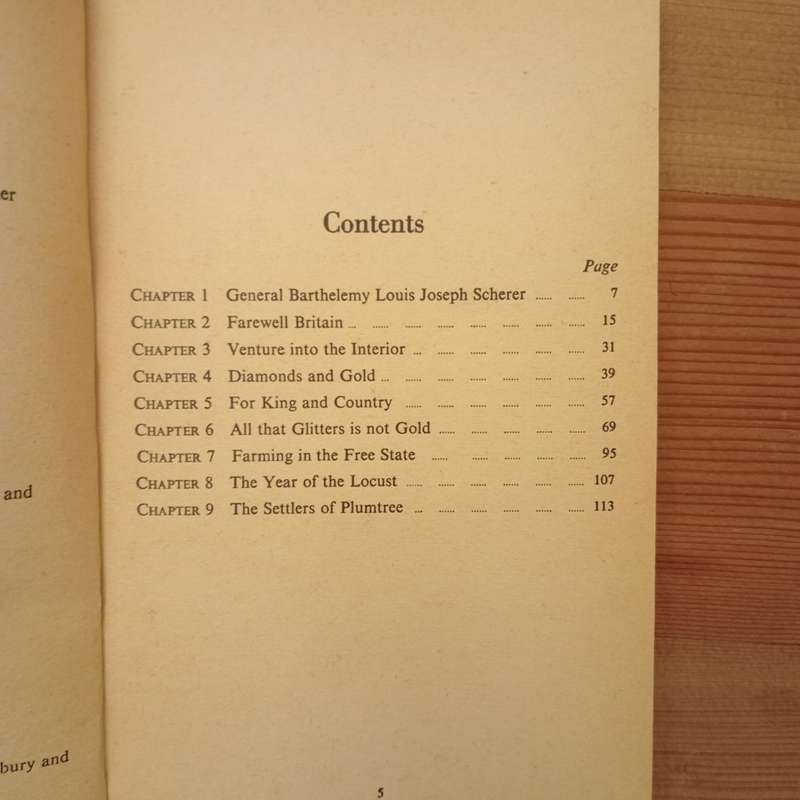 er
and
bury and
Contents
Page
CHAPTER 1 General Barthelemy Louis Joseph Scherer ...... ...... 7
CHAPTER 2 Farewell Britain ... ...... ...... ...... ...... ...... ...... ...... 15
CHAPTER 3 Venture into the Interior ... ...... ...... ...... ...... ...... 31
CHAPTER 4 Diamonds and Gold ... ...... ...... ...... ...... ...... ...... 39
CHAPTER 5 For King and Country ...... ...... ...... ...... ...... ...... 57
CHAPTER 6 All that Glitters is not Gold ...... ...... ...... ...... ...... 69
CHAPTER 7 Farming in the Free State ...... ...... ...... ...... ...... 95
CHAPTER 8 The Year of the Locust ...... ...... ...... ...... ...... ...... 107
CHAPTER 9 The Settlers of Plumtree ... ...... ...... ...... ...... ...... 113
5